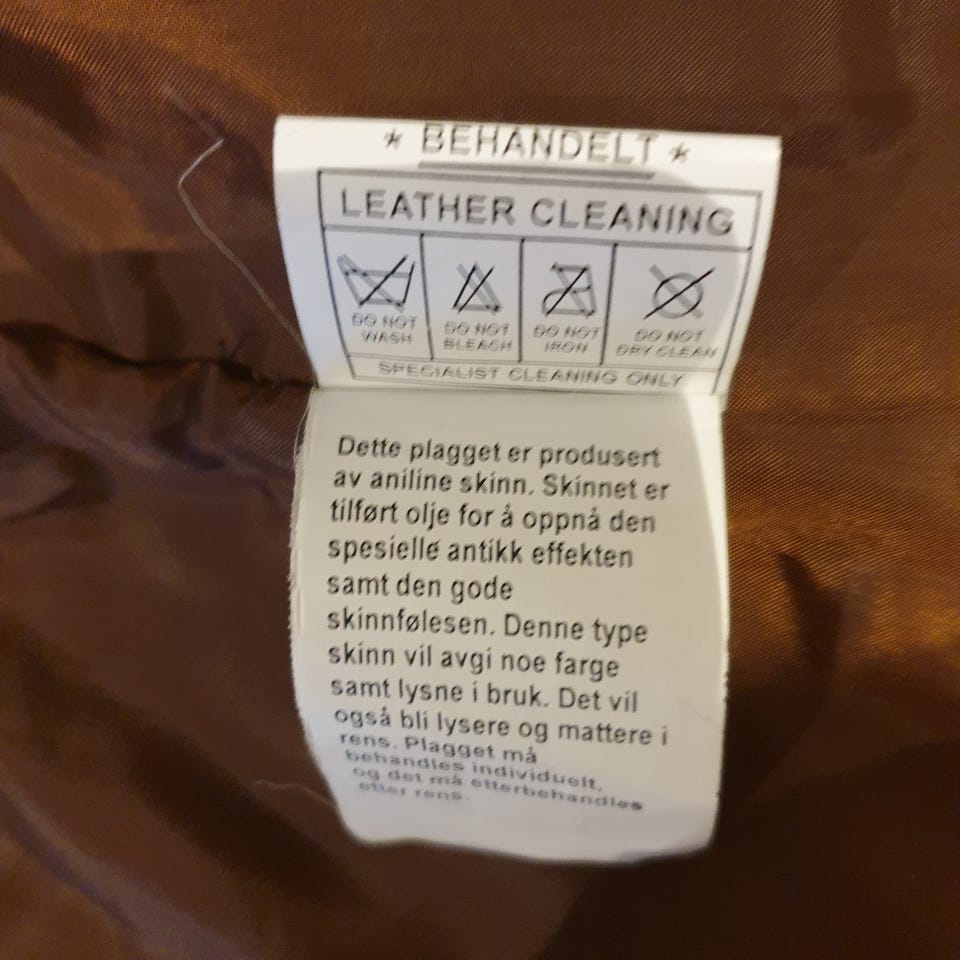 * BEHANDELT *
LEATHER CLEANING
DO NOT
WASH
DO NOT
BLEACH
DO NOT
IRON
DO NOT
DRY CLEAN
SPECIALIST CLEANING ONLY
Dette plagget er produsert
av aniline skinn. Skinnet er
tilført olje for å oppnå den
spesielle antikk effekten
samt den gode
skinnfølesen. Denne type
skinn vil avgi noe farge
samt lysne i bruk. Det vil
også bli lysere og mattere i
rens. Plagget må
behandles individuelt,
og det må etterbehandles
efter rens.